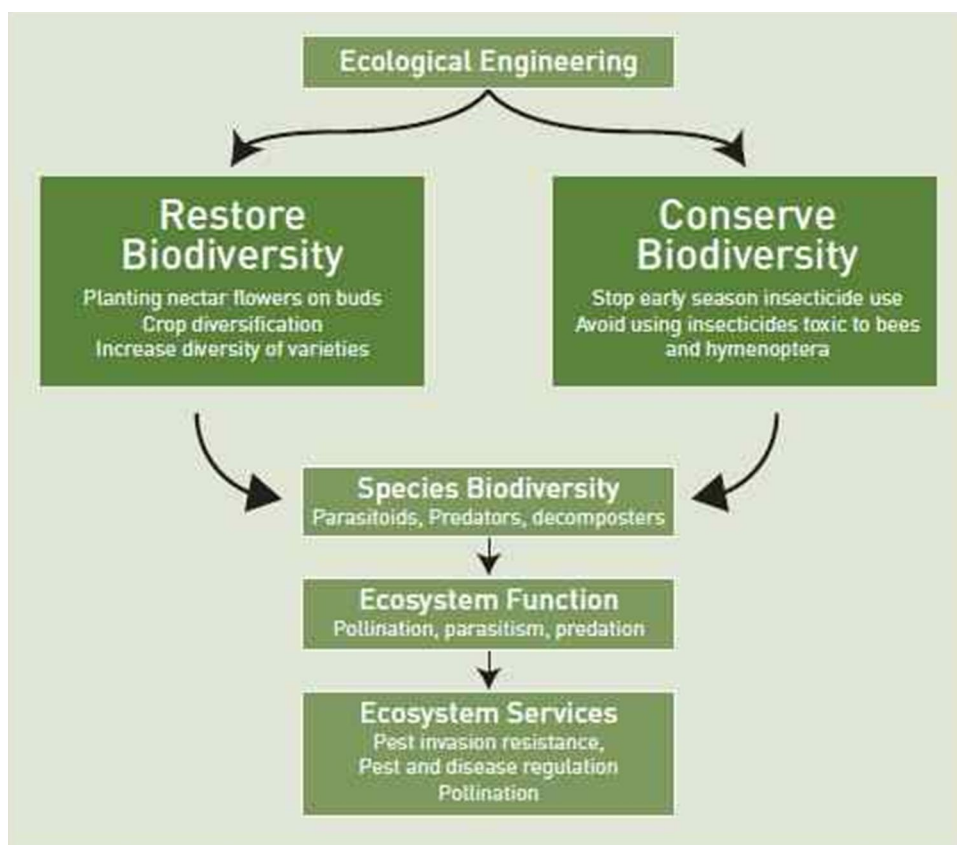 Ecological Engineering
Restore
Biodiversity
Planting nectar flowers on buds
Crop diversification
Increase diversity of varieties
Conserve
Biodiversity
Stop early season insecticide use
Avoid using insecticides toxic to bees
and hymenoptera
Species Biodiversity
Parasitoids, Predators, decomposters
Ecosystem Function
Pollination, parasitism, predation
Ecosystem Services
Pest invasion resistance,
Pest and disease regulation
Pollination